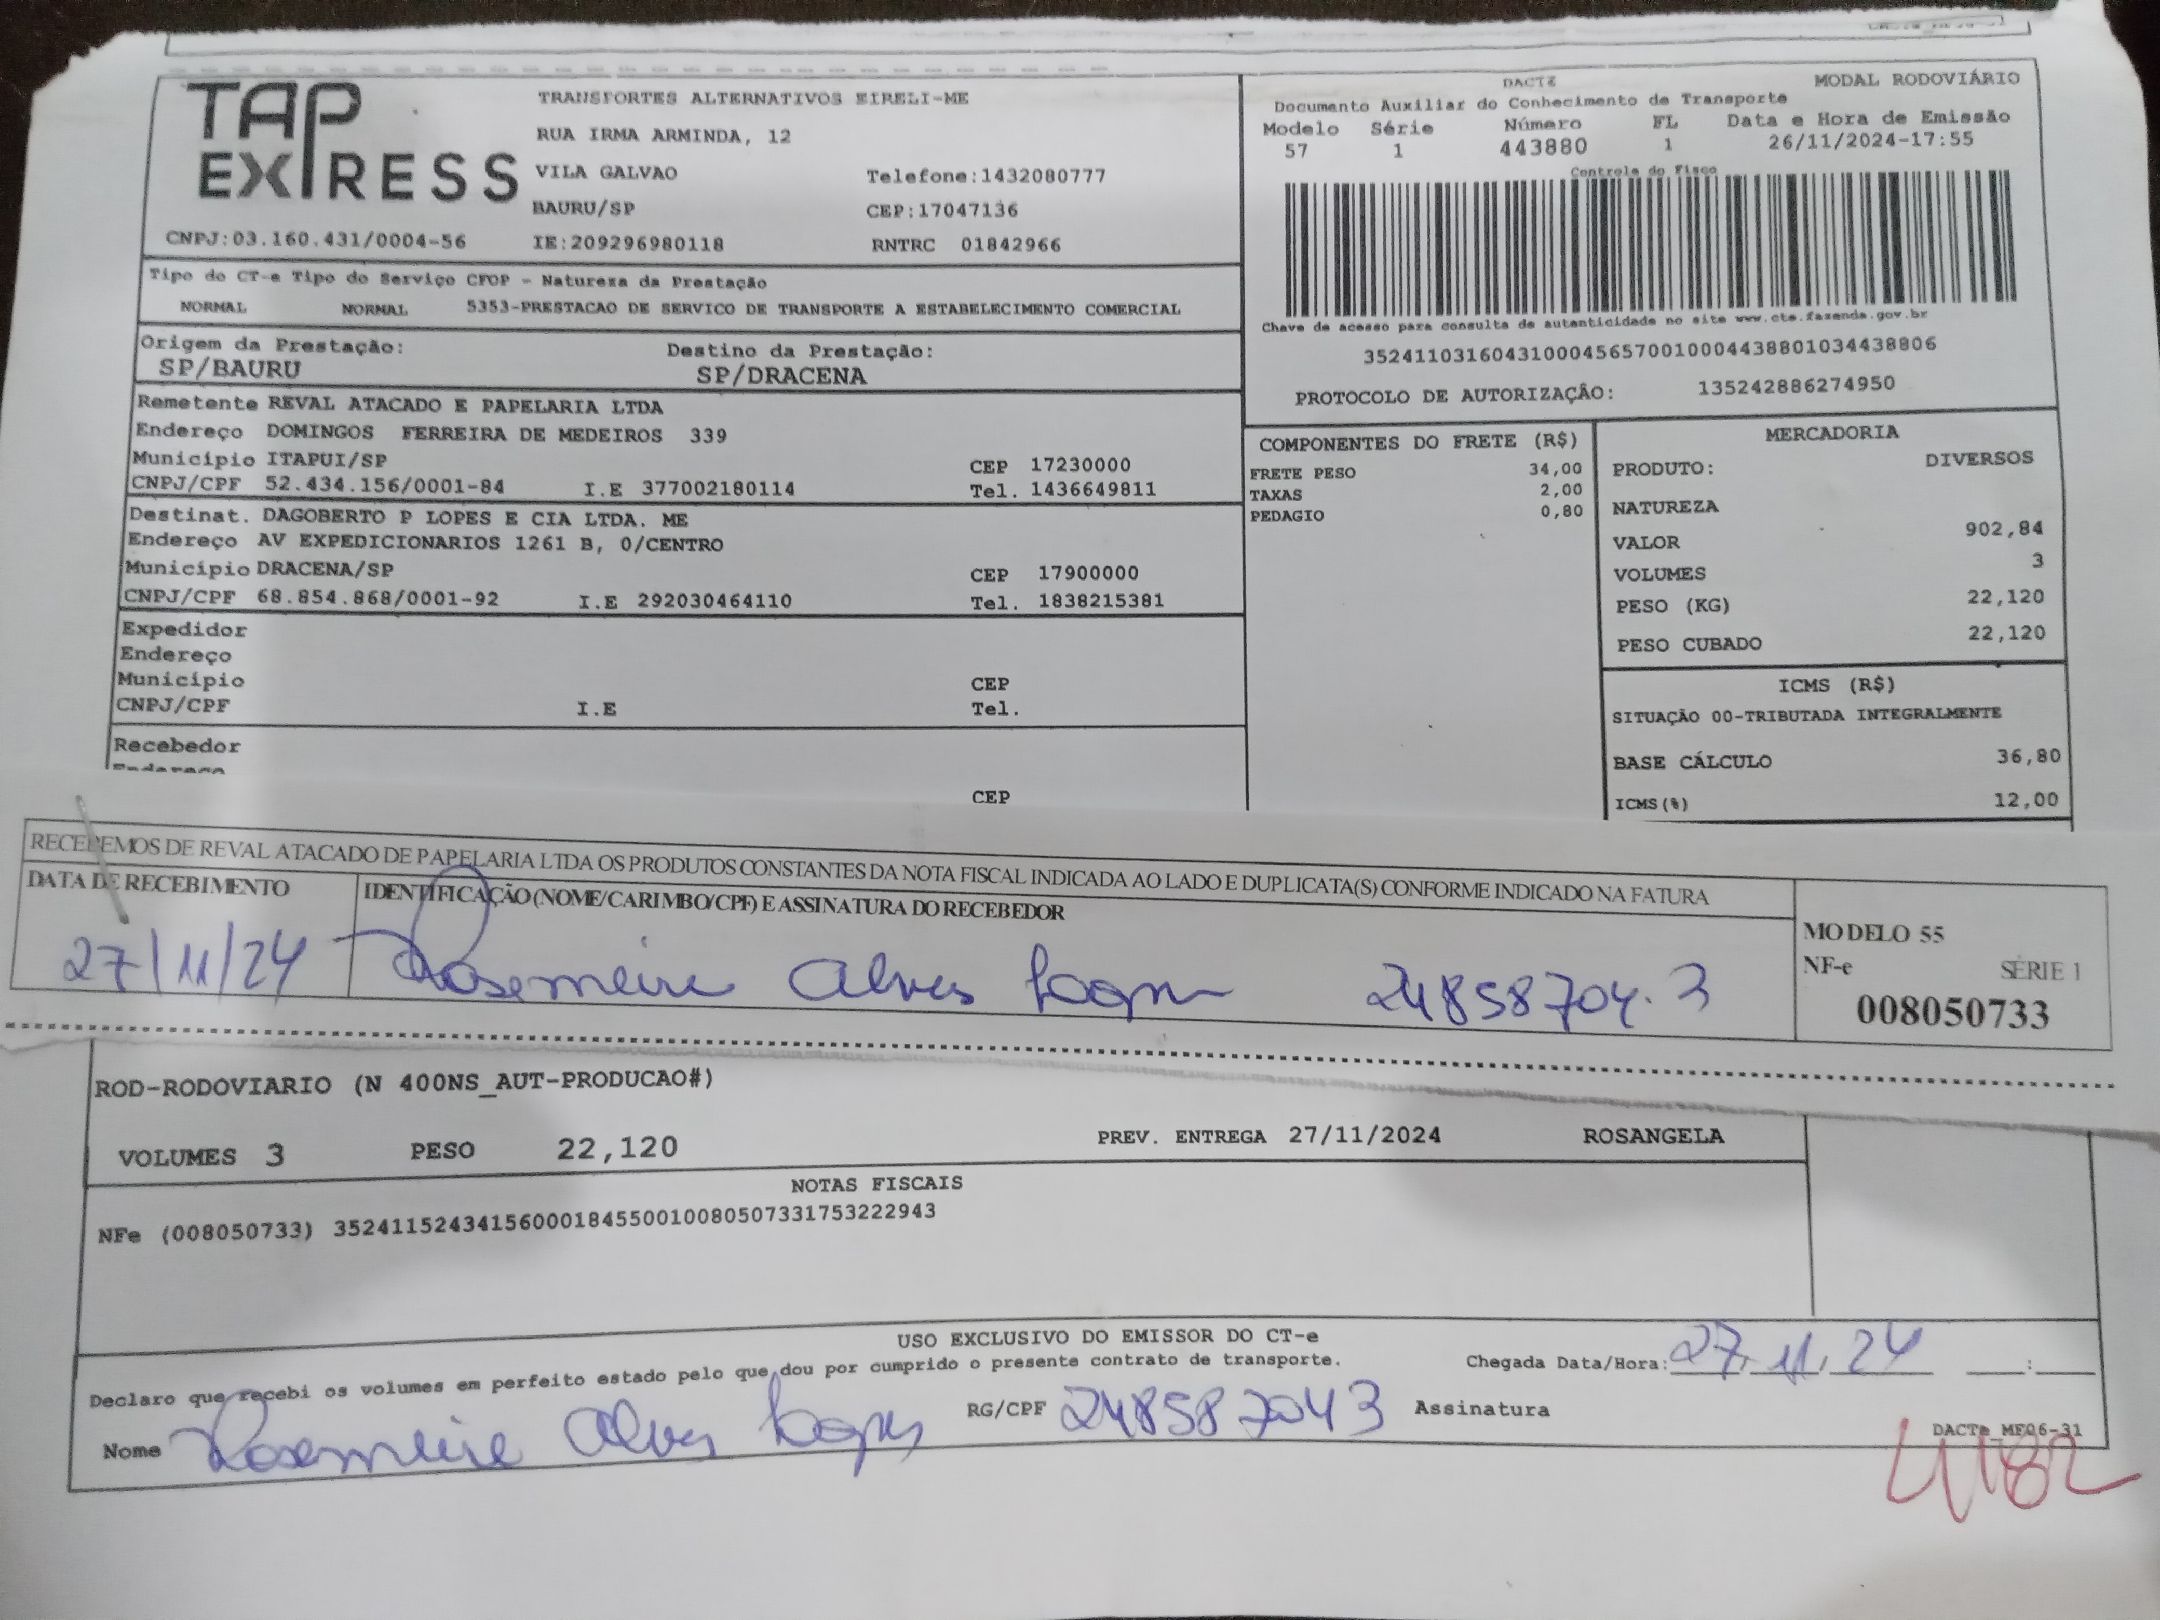 TAP EXPRESS
TRANSPORTES ALTERNATIVOS EIRELI-ME
RUA IRMA ARMINDA, 12
VILA GALVAO Telefone:1432080777
BAURU/SP CEP:17047136
CNPJ:03.160.431/0004-56 IE:209296980118 RNTRC 01842966
DACTE MODAL RODOVIÁRIO
Documento Auxiliar do Conhecimento de Transporte
Modelo Série Número FL Data e Hora de Emissão
57 1 443880 1 26/11/2024-17:55
Controle do Fisco
Chave de acesso para consulta de autenticidade no site www.cte.fazenda.gov.br
35241103160431000456570010004438801034438806
PROTOCOLO DE AUTORIZAÇÃO: 135242886274950
Tipo do CT-e Tipo do Serviço CFOP - Natureza da Prestação
NORMAL NORMAL 5353-PRESTACAO DE SERVICO DE TRANSPORTE A ESTABELECIMENTO COMERCIAL
Origem da Prestação: Destino da Prestação:
SP/BAURU SP/DRACENA
Remetente REVAL ATACADO E PAPELARIA LTDA
Endereço DOMINGOS FERREIRA DE MEDEIROS 339
Município ITAPUI/SP CEP 17230000
CNPJ/CPF 52.434.156/0001-84 I.E 377002180114 Tel. 1436649811
Destinat. DAGOBERTO P LOPES E CIA LTDA. ME
Endereço AV EXPEDICIONARIOS 1261 B, 0/CENTRO
Município DRACENA/SP CEP 17900000
CNPJ/CPF 68.854.868/0001-92 I.E 292030464110 Tel. 1838215381
Expedidor
Endereço
Município CEP
CNPJ/CPF I.E Tel.
Recebedor
Endereço
CEP
COMPONENTES DO FRETE (R$)
FRETE PESO 34,00
TAXAS 2,00
PEDAGIO 0,80
MERCADORIA
PRODUTO: DIVERSOS
NATUREZA
VALOR 902,84
VOLUMES 3
PESO (KG) 22,120
PESO CUBADO 22,120
ICMS (R$)
SITUAÇÃO 00-TRIBUTADA INTEGRALMENTE
BASE CÁLCULO 36,80
ICMS(%) 12,00
RECEBEMOS DE REVAL ATACADO DE PAPELARIA LTDA OS PRODUTOS CONSTANTES DA NOTA FISCAL INDICADA AO LADO E DUPLICATA(S) CONFORME INDICADO NA FATURA
DATA DE RECEBIMENTO IDENTIFICAÇÃO (NOME/CARIMBO/CPF) E ASSINATURA DO RECEBEDOR
27/11/24 Rosemeire Alves 24858704.3
MODELO 55
NF-e SÉRIE 1
008050733
ROD-RODOVIARIO (N 400NS_AUT-PRODUCAO#)
VOLUMES 3 PESO 22,120 PREV. ENTREGA 27/11/2024 ROSANGELA
NOTAS FISCAIS
NFe (008050733) 35241152434156000184550010080507331753222943
USO EXCLUSIVO DO EMISSOR DO CT-e
Declaro que recebi os volumes em perfeito estado pelo que dou por cumprido o presente contrato de transporte. Chegada Data/Hora: 27.11.24 :
Nome Rosemeire Alves RG/CPF 248587043 Assinatura
DACTe_MF06-31